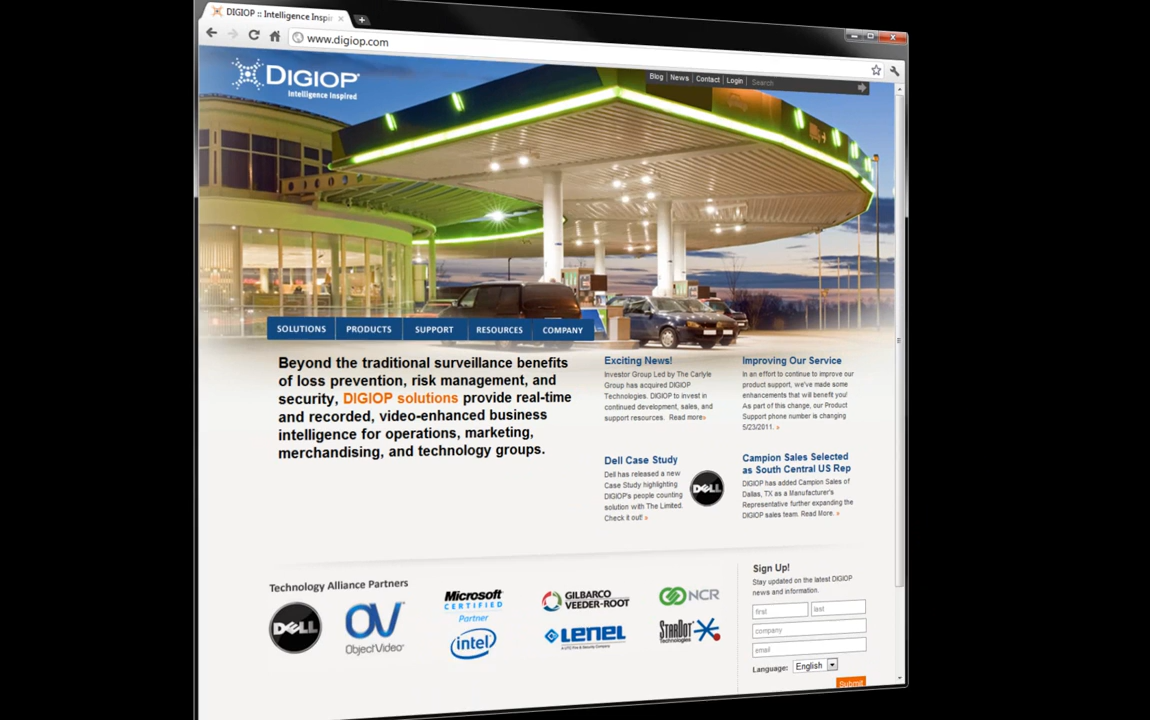 DIGIOP :: Intelligence Inspir
www.digiop.com
DIGIOP
Intelligence Inspired
Blog | News | Contact | Login | Search
SOLUTIONS PRODUCTS SUPPORT RESOURCES COMPANY
Beyond the traditional surveillance benefits
of loss prevention, risk management, and
security, DIGIOP solutions provide real-time
and recorded, video-enhanced business
intelligence for operations, marketing,
merchandising, and technology groups.
Exciting News!
Investor Group Led by The Carlyle
Group has acquired DIGIOP
Technologies. DIGIOP to invest in
continued development, sales, and
support resources. Read more»
Improving Our Service
In an effort to continue to improve our
product support, we've made some
enhancements that will benefit you!
As part of this change, our Product
Support phone number is changing
5/23/2011. »
Dell Case Study
Dell has released a new
Case Study highlighting
DIGIOP's people counting
solution with The Limited.
Check it out! »
DELL
Campion Sales Selected
as South Central US Rep
DIGIOP has added Campion Sales of
Dallas, TX as a Manufacturer's
Representative further expanding the
DIGIOP sales team. Read More. »
Technology Alliance Partners
DELL
OV
ObjectVideo
Microsoft
CERTIFIED
Partner
intel
GILBARCO
VEEDER-ROOT
LENEL
NCR
STARDOT
Technologies
Sign Up!
Stay updated on the latest DIGIOP
news and information.
first last
company
email
Language: English
Submit